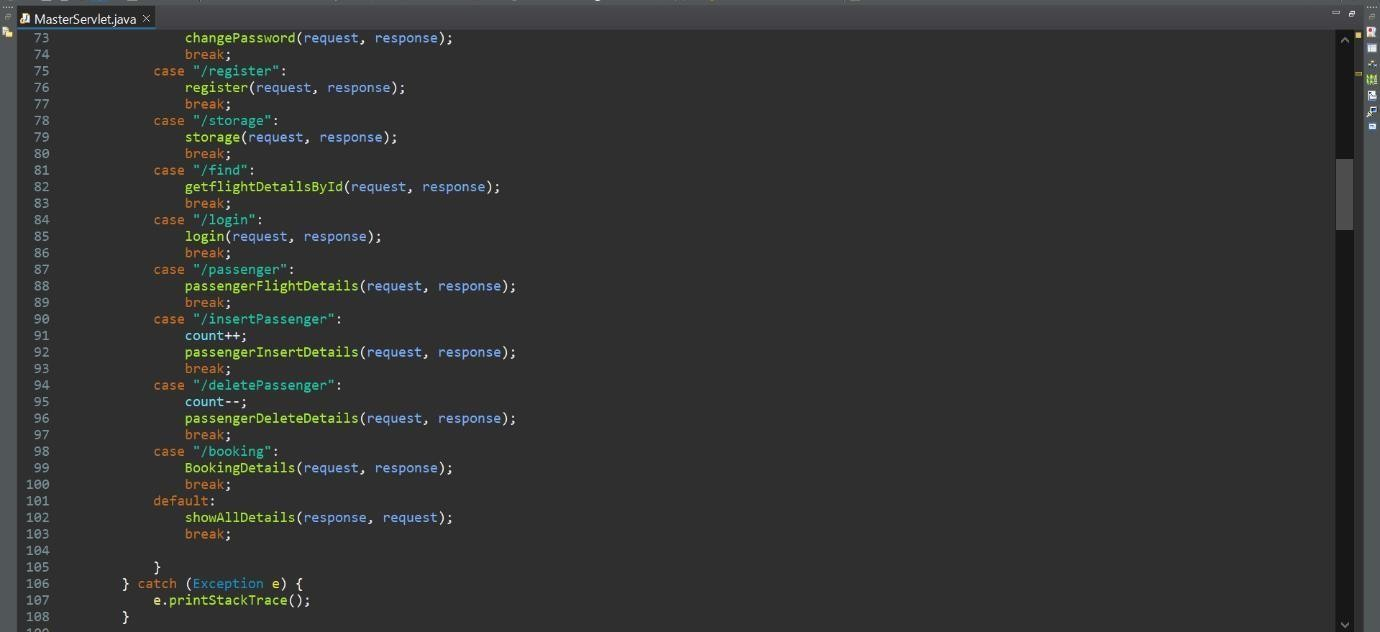 MasterServlet.java
73 changePassword(request, response);
74 break;
75 case "/register":
76 register(request, response);
77 break;
78 case "/storage":
79 storage(request, response);
80 break;
81 case "/find":
82 getflightDetailsById(request, response);
83 break;
84 case "/login":
85 login(request, response);
86 break;
87 case "/passenger":
88 passengerFlightDetails(request, response);
89 break;
90 case "/insertPassenger":
91 count++;
92 passengerInsertDetails(request, response);
93 break;
94 case "/deletePassenger":
95 count--;
96 passengerDeleteDetails(request, response);
97 break;
98 case "/booking":
99 BookingDetails(request, response);
100 break;
101 default:
102 showAllDetails(response, request);
103 break;
104
105 }
106 } catch (Exception e) {
107 e.printStackTrace();
108 }